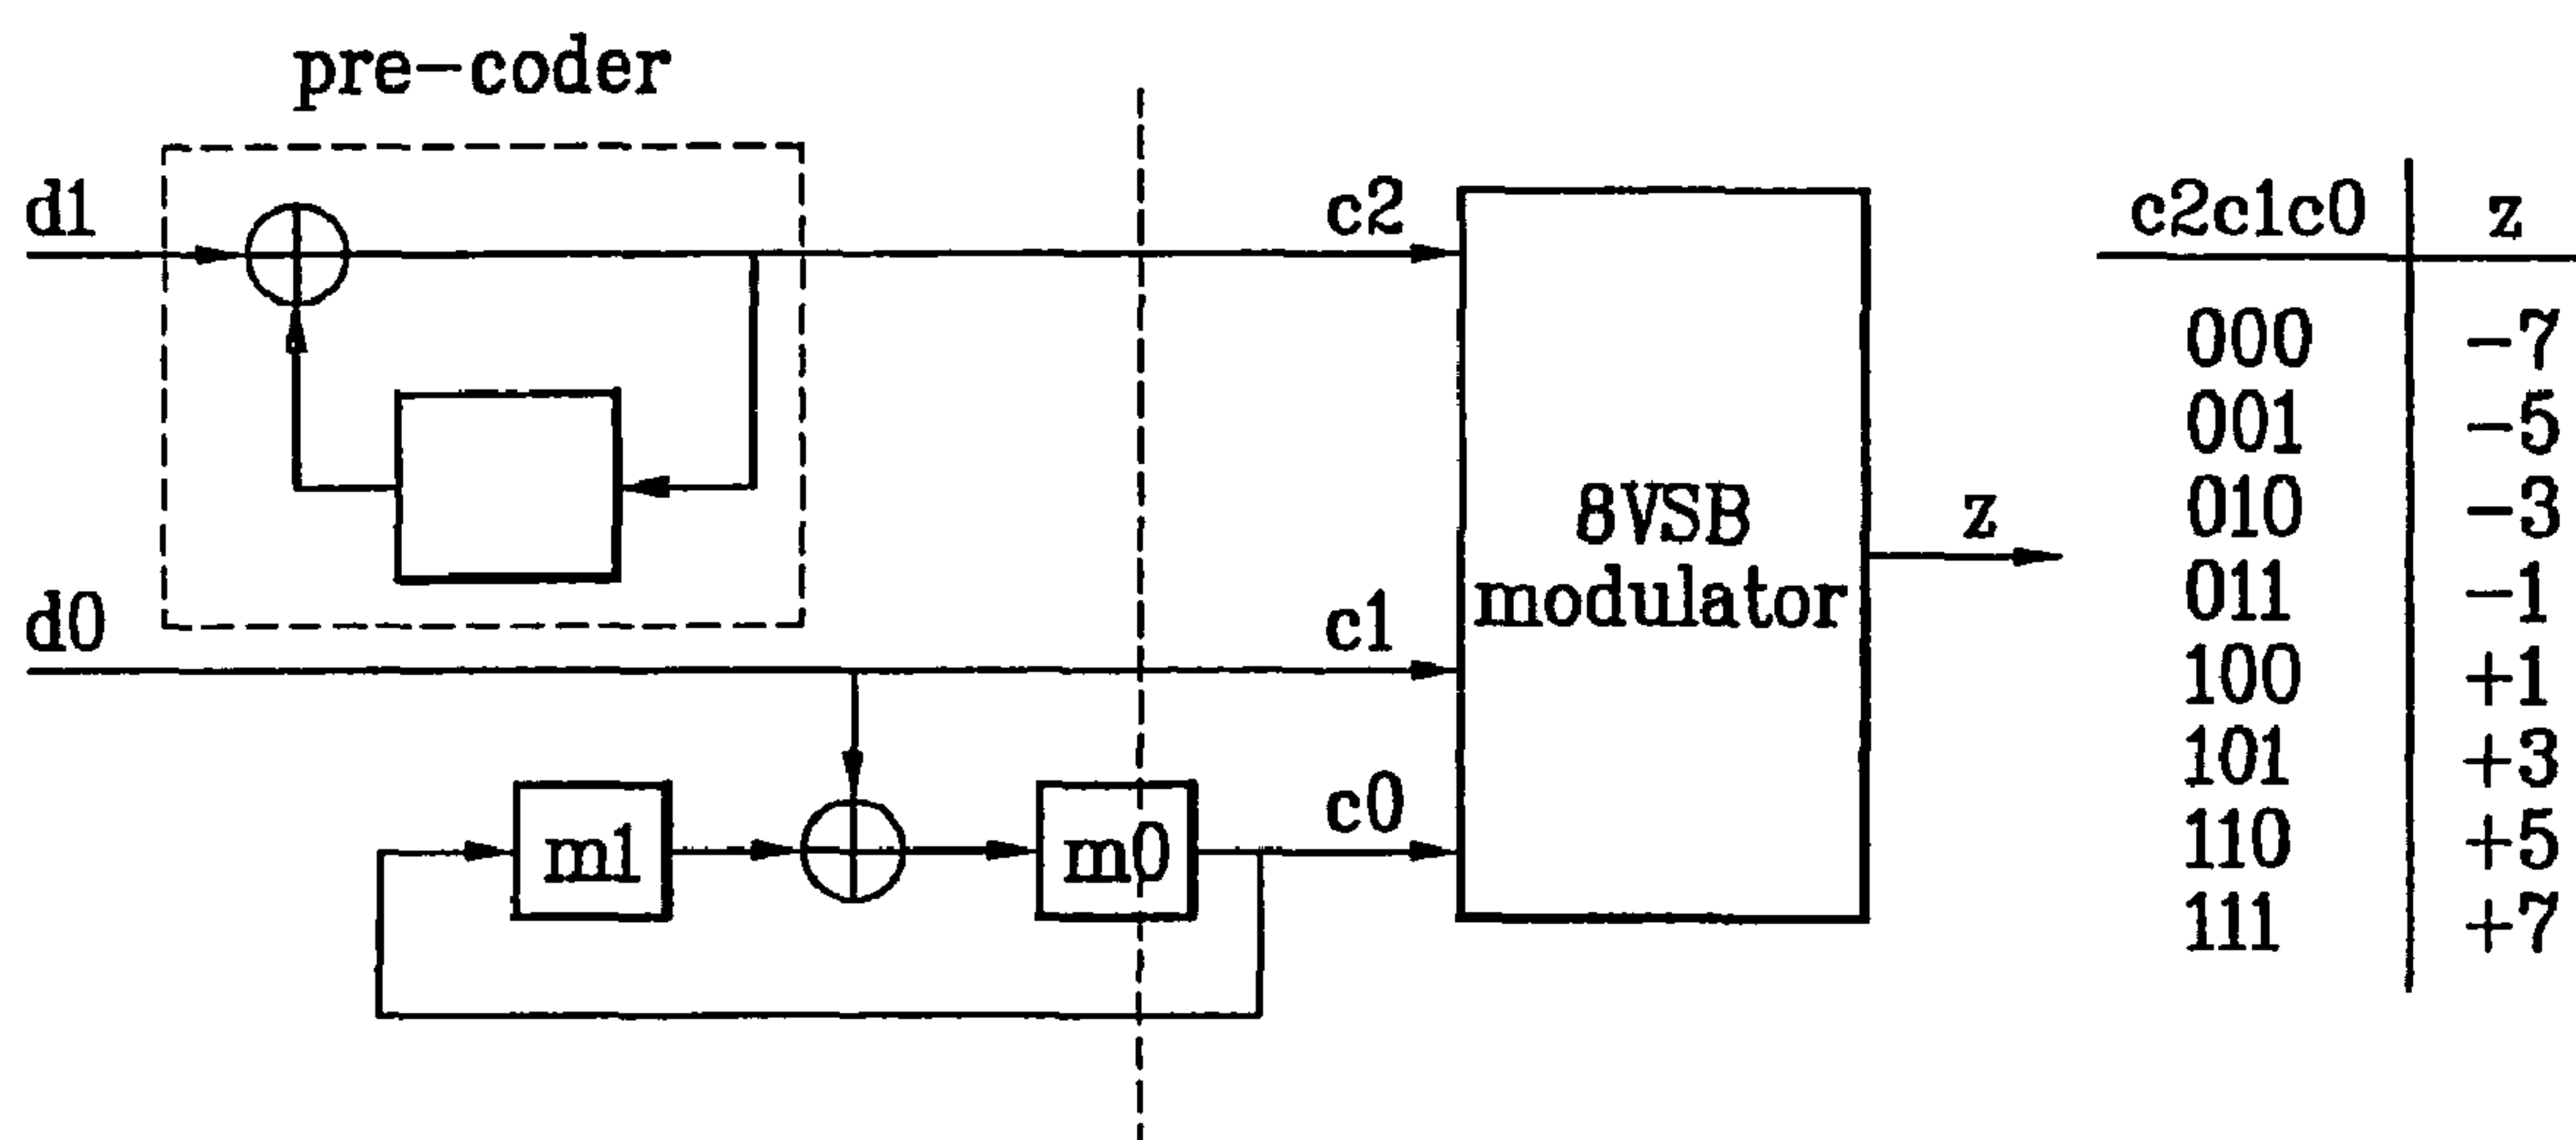 pre-coder
d1
c2
d0
c1
m1
m0
c0
8VSB
modulator
z
c2c1c0 z
000 -7
001 -5
010 -3
011 -1
100 +1
101 +3
110 +5
111 +7